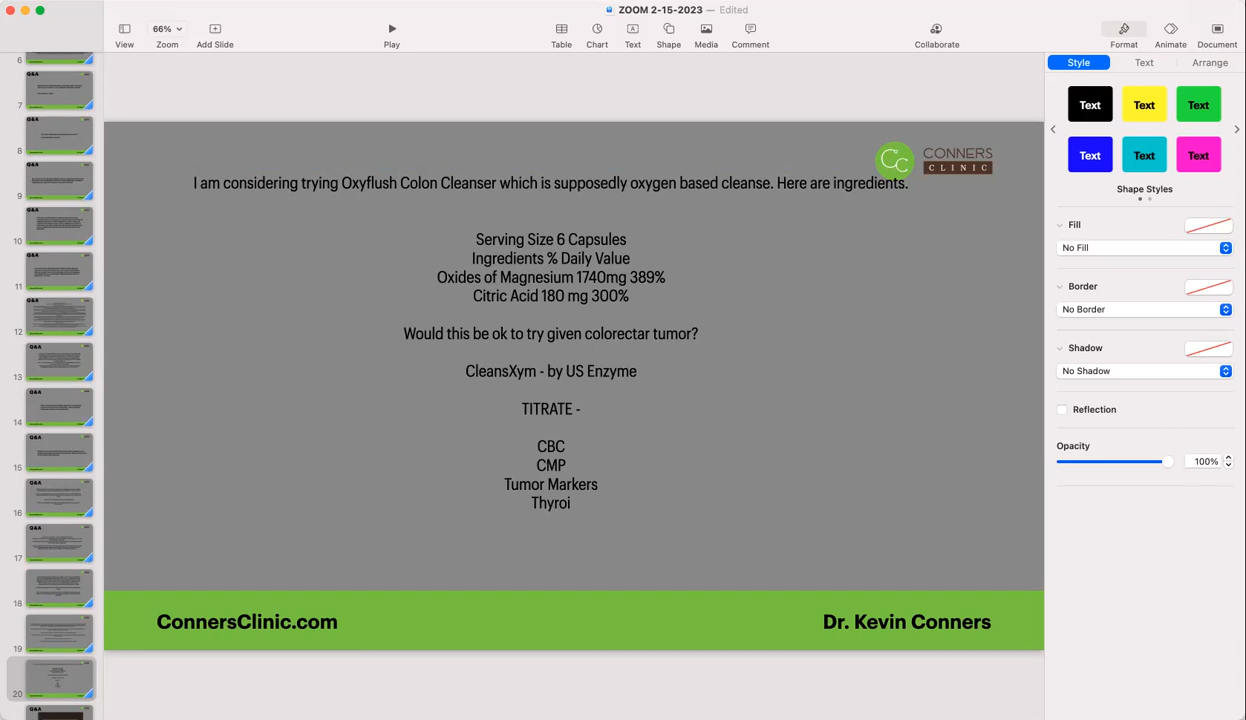 ZOOM 2-15-2023 — Edited
66%
View
Zoom
Add Slide
Play
Table
Chart
Text
Shape
Media
Comment
Collaborate
Format
Animate
Document
6
Q&A
7
Q&A
8
Q&A
9
Q&A
10
Q&A
11
Q&A
12
Q&A
13
Q&A
14
Q&A
15
Q&A
16
Q&A
17
Q&A
18
19
20
Q&A
CC
CONNERS
CLINIC
I am considering trying Oxyflush Colon Cleanser which is supposedly oxygen based cleanse. Here are ingredients.
Serving Size 6 Capsules
Ingredients % Daily Value
Oxides of Magnesium 1740mg 389%
Citric Acid 180 mg 300%
Would this be ok to try given colorectar tumor?
CleansXym - by US Enzyme
TITRATE -
CBC
CMP
Tumor Markers
Thyroi
ConnersClinic.com
Dr. Kevin Conners
Style
Text
Arrange
Text
Text
Text
Text
Text
Text
Shape Styles
Fill
No Fill
Border
No Border
Shadow
No Shadow
Reflection
Opacity
100%